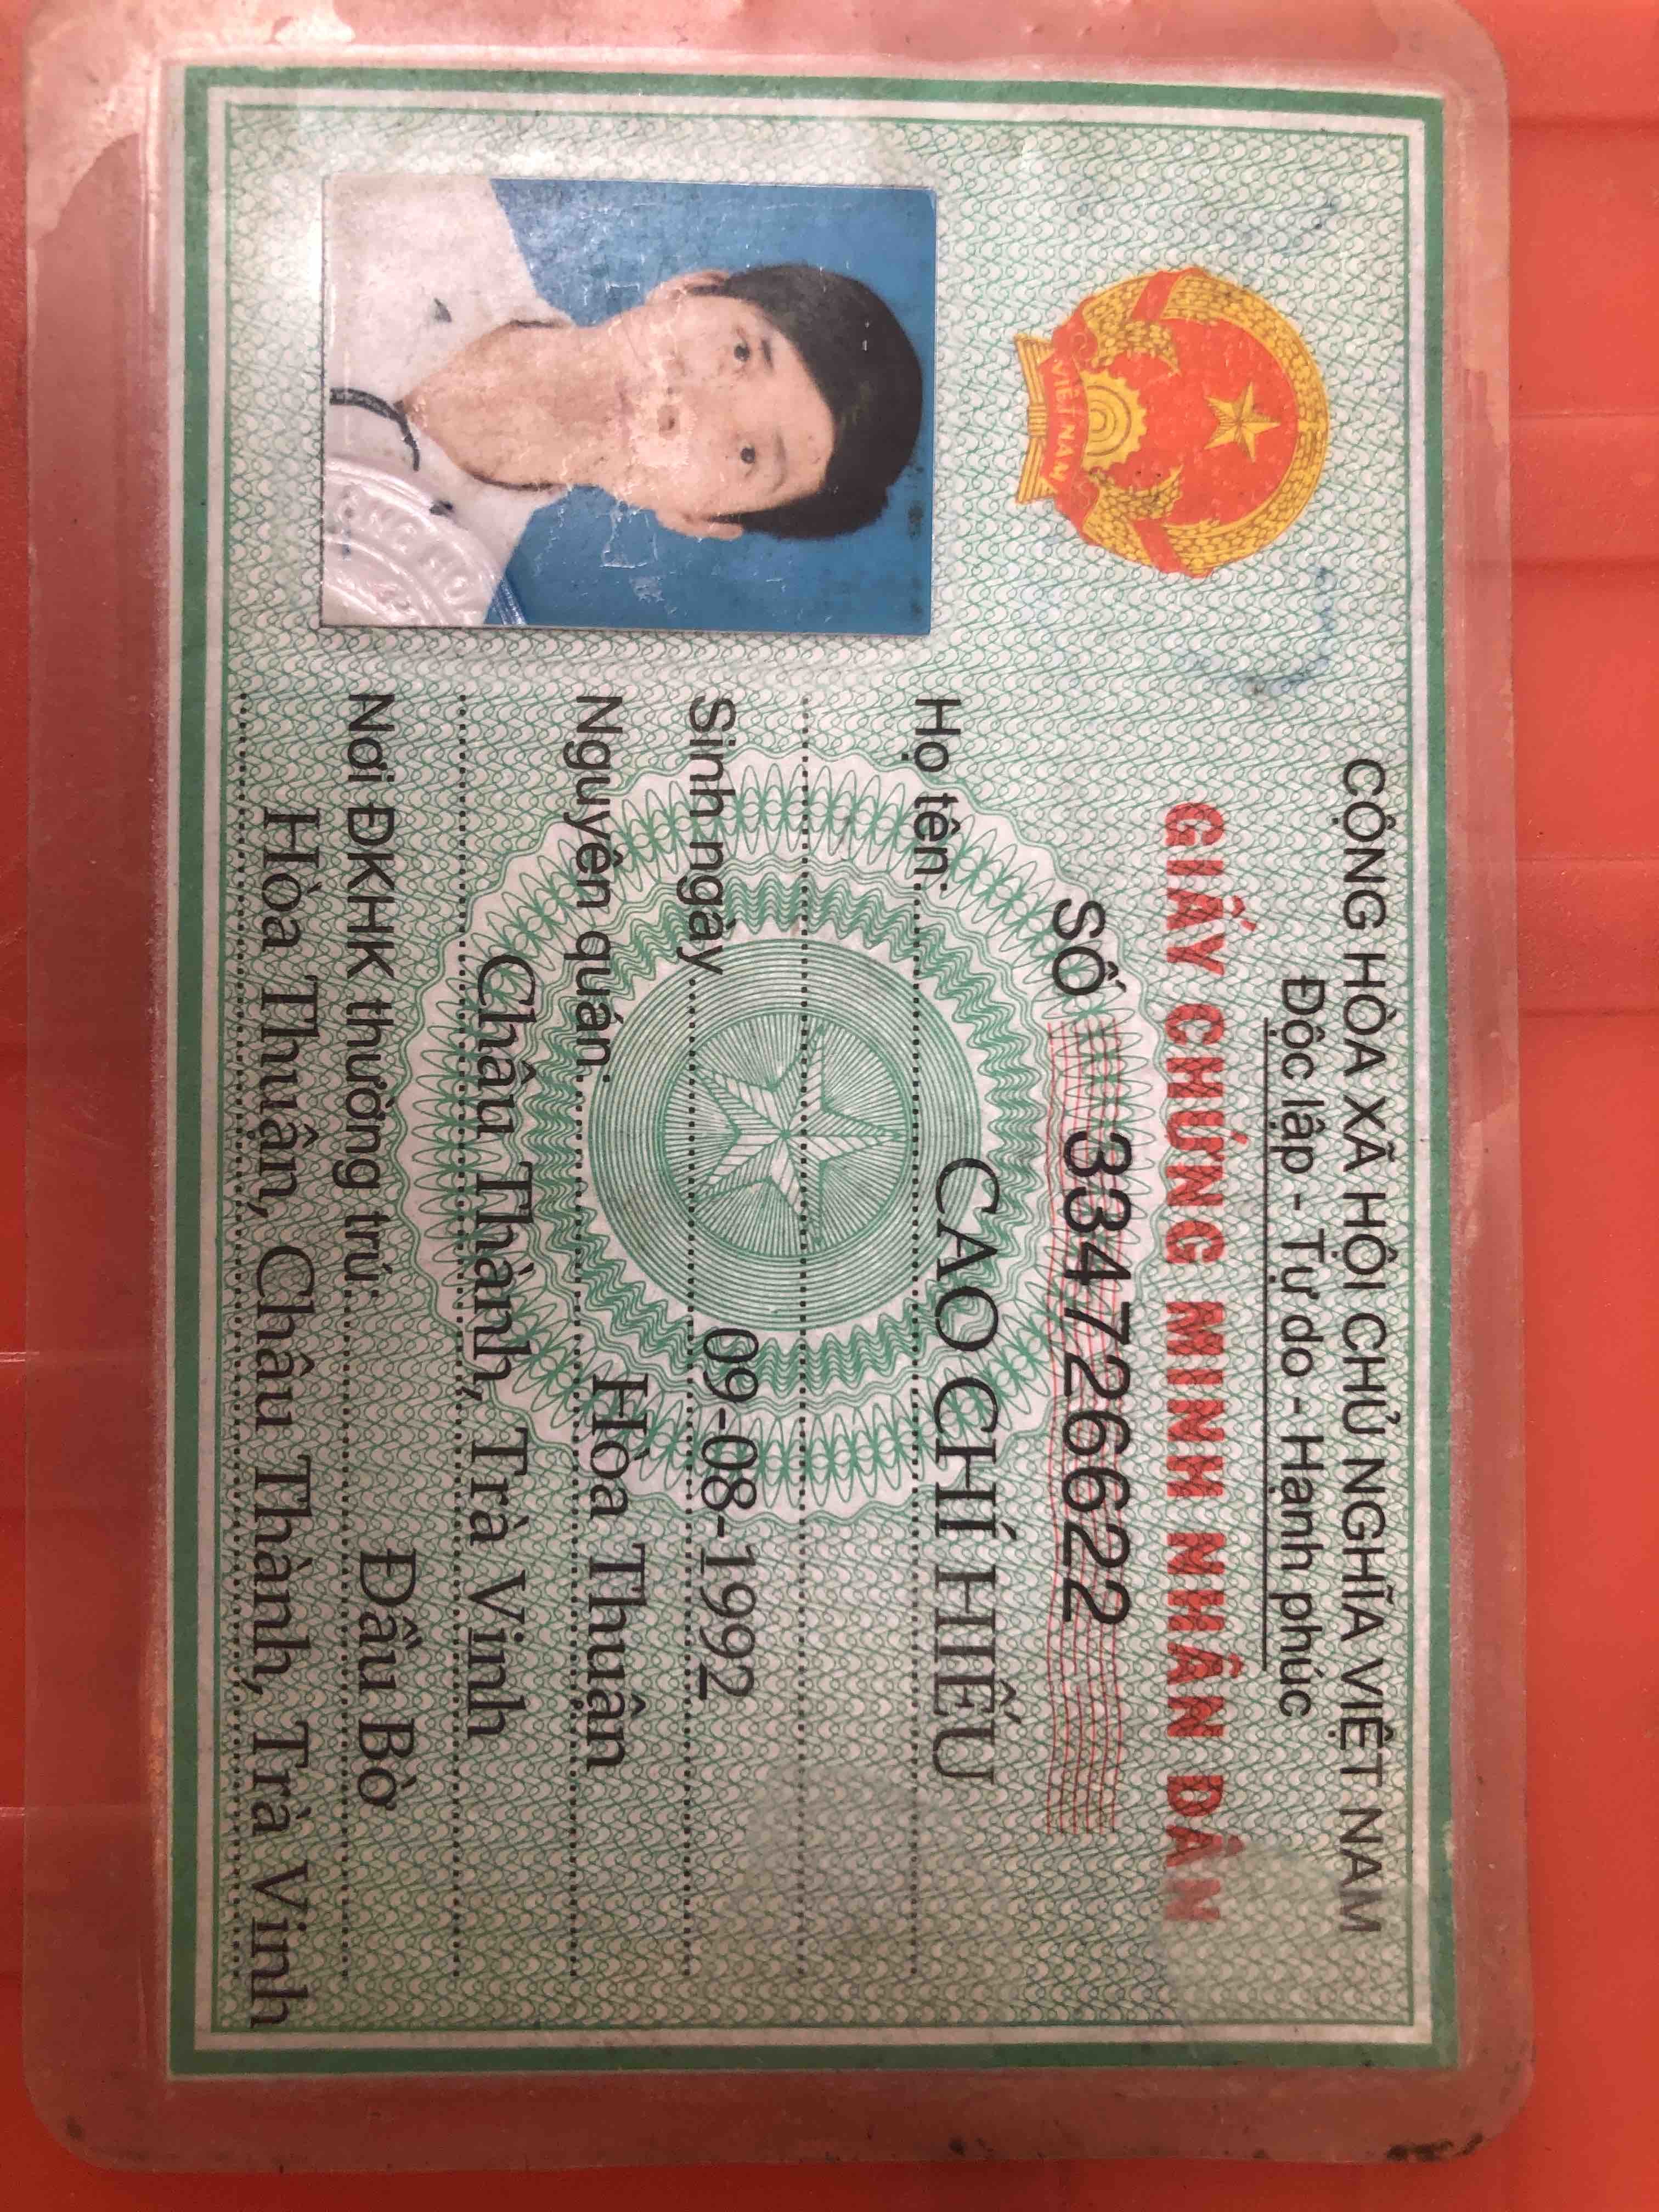 CỘNG HÒA XÃ HỘI CHỦ NGHĨA VIỆT NAM
Độc lập - Tự do - Hạnh phúc
GIẤY CHỨNG MINH NHÂN DÂN
SỐ 334726622
Họ tên: CAO CHÍ HIẾU
Sinh ngày 09-08-1992
Nguyên quán: Hòa Thuận
Châu Thành, Trà Vinh
Nơi ĐKHK thường trú: Đầu Bờ
Hòa Thuận, Châu Thành, Trà Vinh
VIỆT NAM